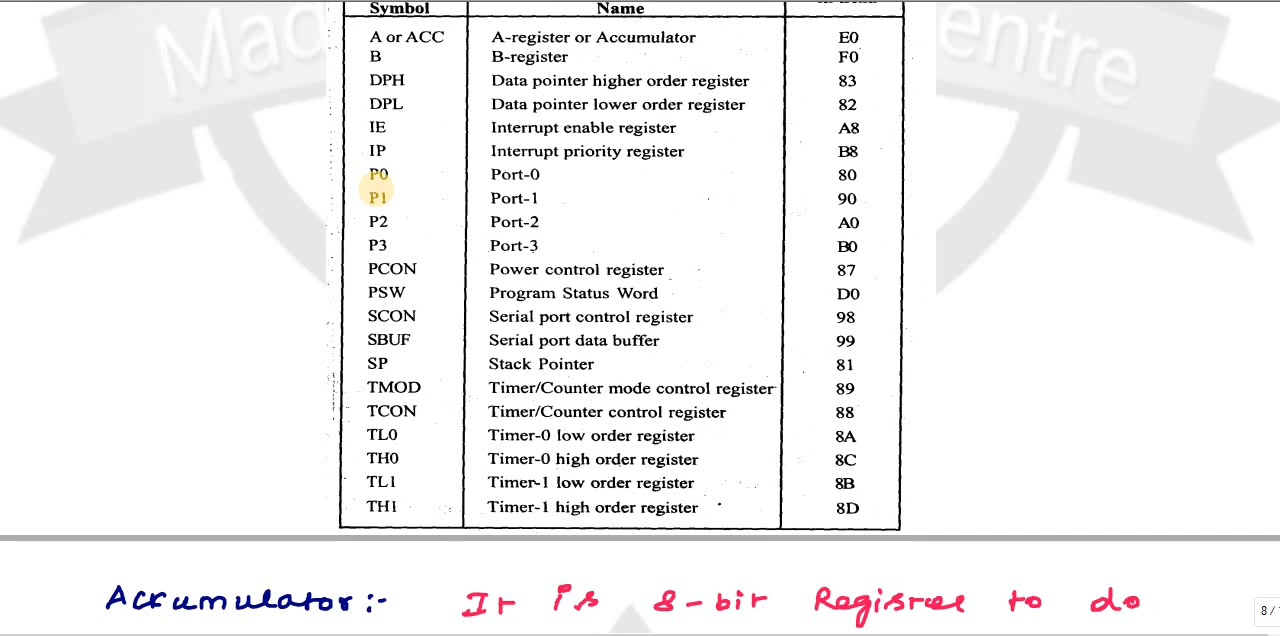 Mad entre
Symbol Name
A or ACC A-register or Accumulator E0
B B-register F0
DPH Data pointer higher order register 83
DPL Data pointer lower order register 82
IE Interrupt enable register A8
IP Interrupt priority register B8
P0 Port-0 80
P1 Port-1 90
P2 Port-2 A0
P3 Port-3 B0
PCON Power control register 87
PSW Program Status Word D0
SCON Serial port control register 98
SBUF Serial port data buffer 99
SP Stack Pointer 81
TMOD Timer/Counter mode control register 89
TCON Timer/Counter control register 88
TL0 Timer-0 low order register 8A
TH0 Timer-0 high order register 8C
TL1 Timer-1 low order register 8B
TH1 Timer-1 high order register 8D
Accumulator:- It is 8-bit Register to do
8 /